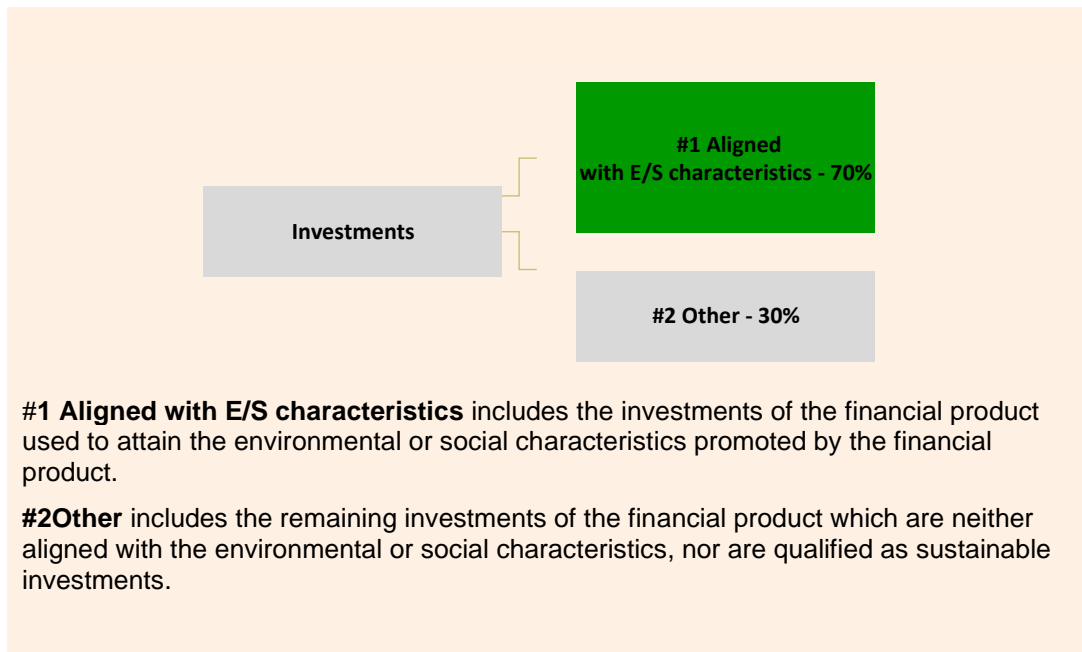 #1 Aligned
with E/S characteristics - 70%
Investments
#2 Other - 30%
#1 Aligned with E/S characteristics includes the investments of the financial product
used to attain the environmental or social characteristics promoted by the financial
product.
#2Other includes the remaining investments of the financial product which are neither
aligned with the environmental or social characteristics, nor are qualified as sustainable
investments.